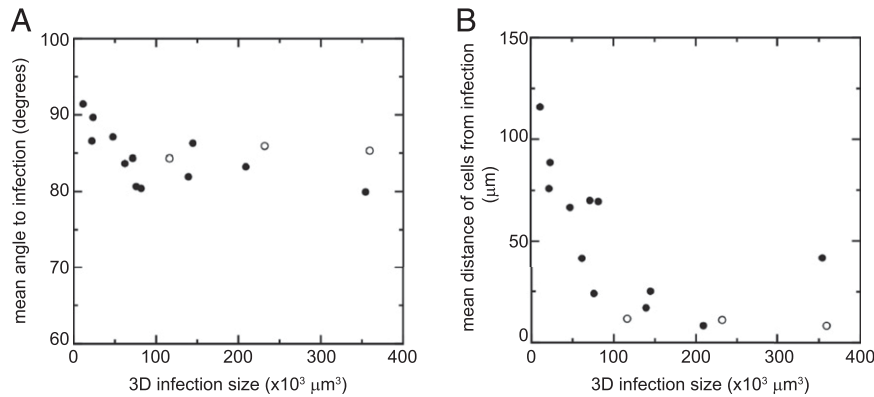 A
B
100
90
80
70
60
mean angle to infection (degrees)
0
100
200
300
400
3D infection size (x10³ μm³)
150
100
50
0
mean distance of cells from infection
(μm)
0
100
200
300
400
3D infection size (x10³ μm³)